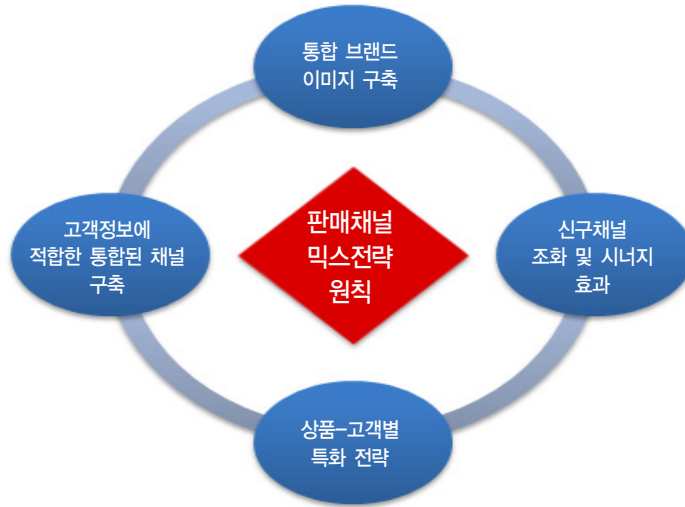 통합 브랜드
이미지 구축
고객정보에
적합한 통합된 채널
구축
판매채널
믹스전략
원칙
신구채널
조화 및 시너지
효과
상품-고객별
특화 전략